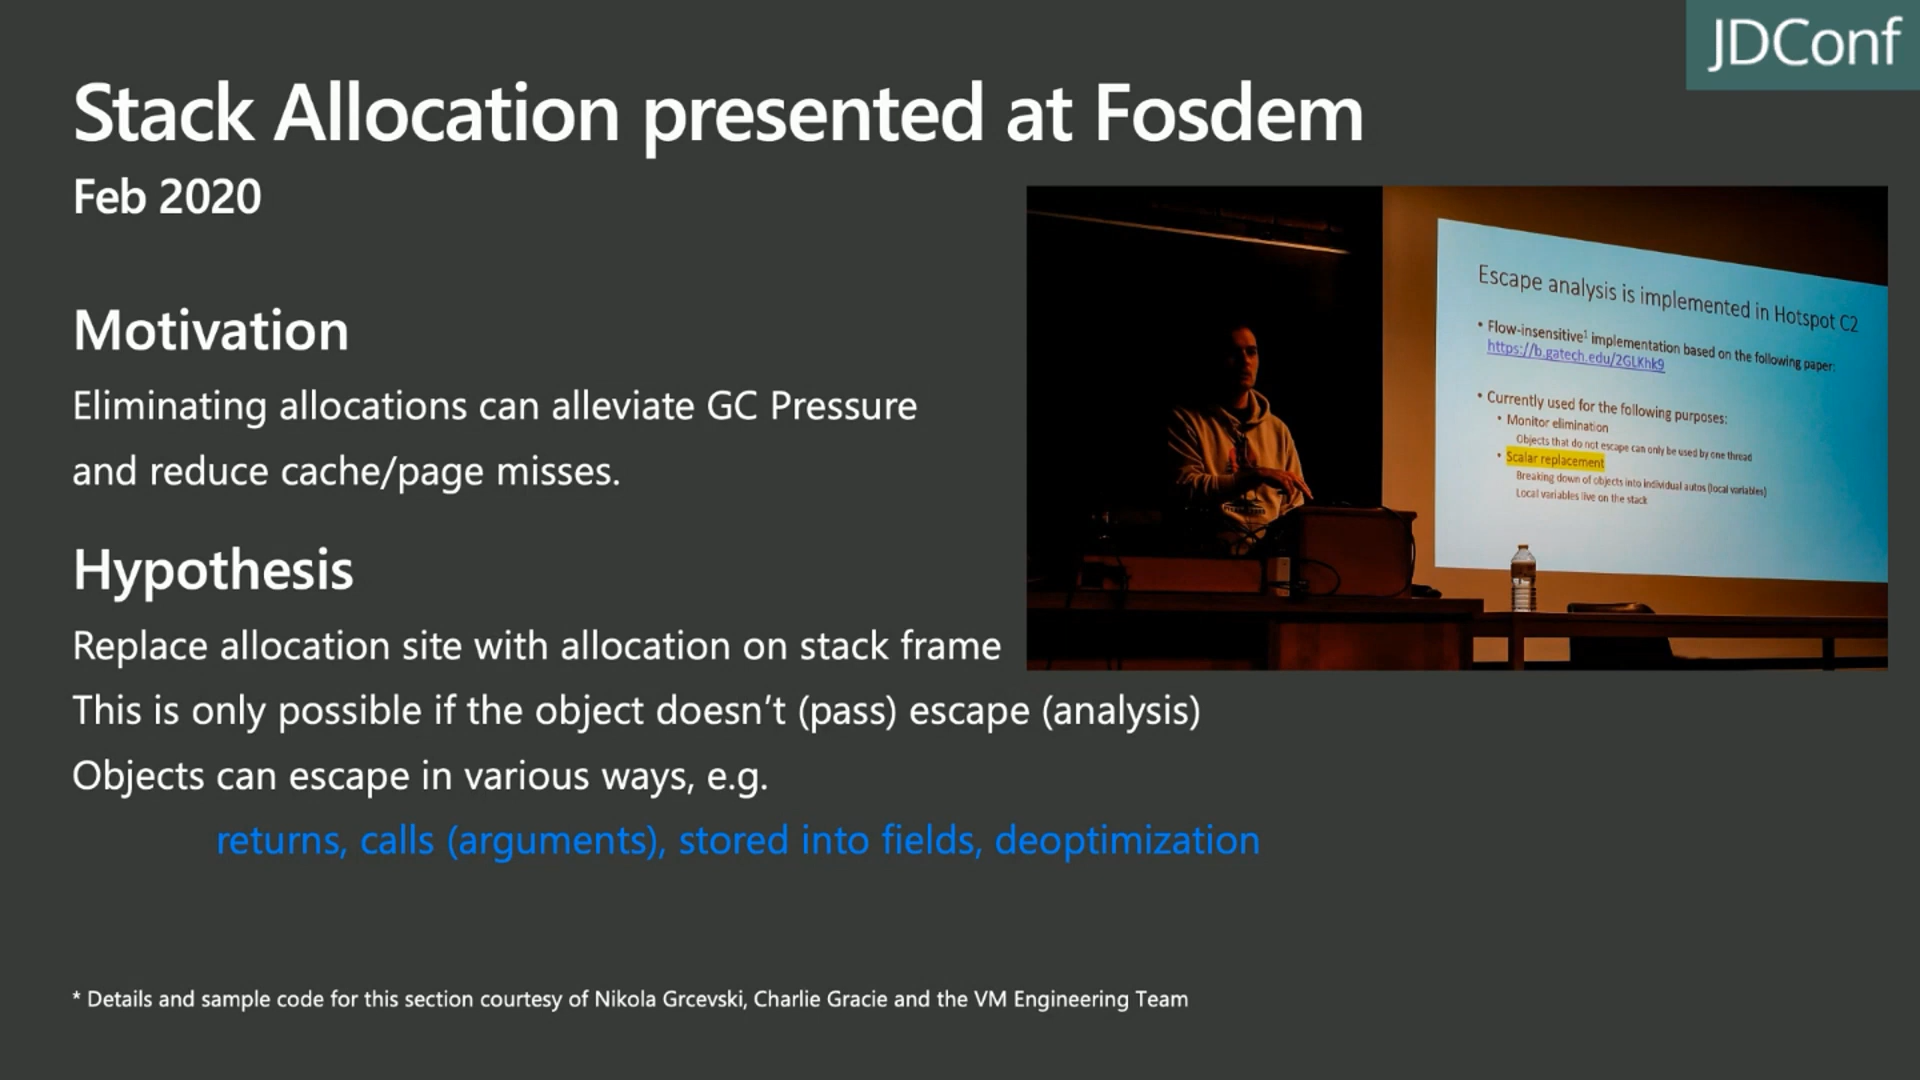 JDConf
Stack Allocation presented at Fosdem
Feb 2020
Motivation
Eliminating allocations can alleviate GC Pressure
and reduce cache/page misses.
Hypothesis
Replace allocation site with allocation on stack frame
This is only possible if the object doesn’t (pass) escape (analysis)
Objects can escape in various ways, e.g.
returns, calls (arguments), stored into fields, deoptimization
Escape analysis is implemented in Hotspot C2
• Flow-insensitive¹ implementation based on the following paper:
https://b.gatech.edu/2GLKhk9
• Currently used for the following purposes:
• Monitor elimination
Objects that do not escape can only be used by one thread
• Scalar replacement
Breaking down of objects into individual autos (local variables)
Local variables live on the stack
* Details and sample code for this section courtesy of Nikola Grcevski, Charlie Gracie and the VM Engineering Team